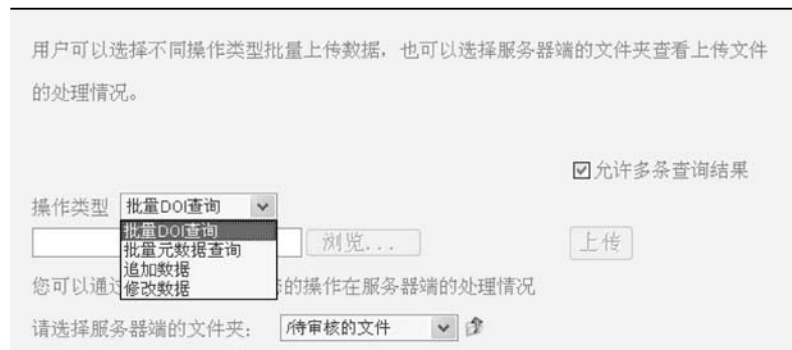 用户可以选择不同操作类型批量上传数据，也可以选择服务器端的文件夹查看上传文件
的处理情况。
允许多条查询结果
操作类型 批量DOI查询
批量DOI查询
浏览... 上传
批量元数据查询
追加数据
修改数据
您可以通过 的操作在服务器端的处理情况
请选择服务器端的文件夹： /待审核的文件